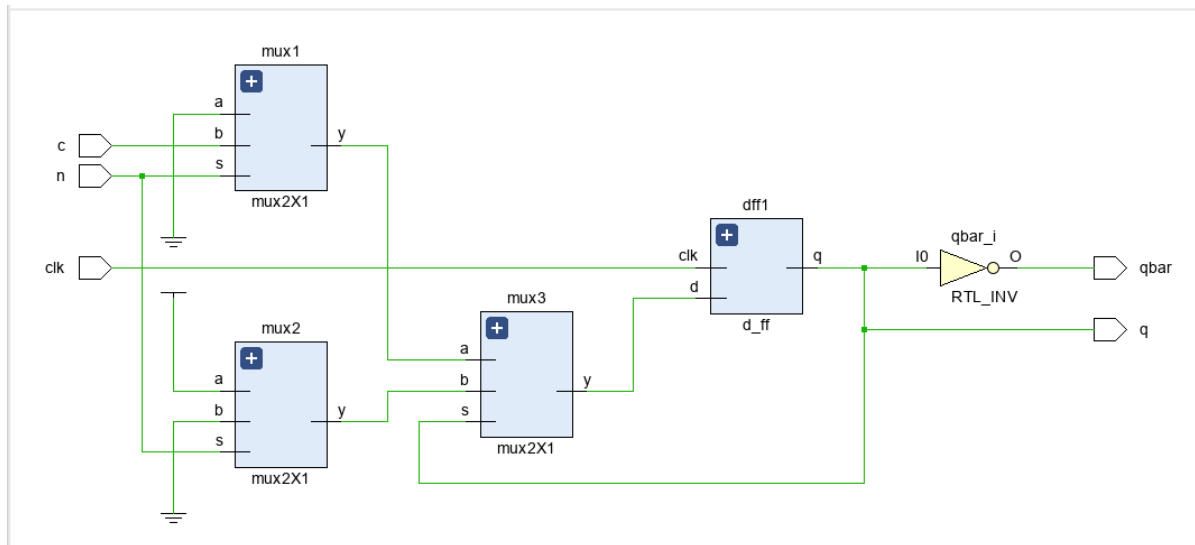 mux1
a
b
s
y
mux2X1
c
n
clk
mux2
a
b
s
y
mux2X1
mux3
a
b
s
y
mux2X1
dff1
clk
d
q
d_ff
qbar_i
I0
O
RTL_INV
qbar
q